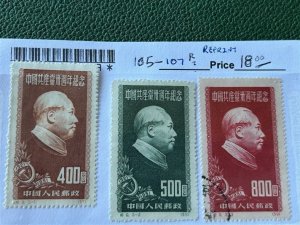 *
105-107 R
REPRINT
Price 18.00
中國共產黨卅週年紀念
400圓
中國人民郵政
中國共產黨卅週年紀念
500圓
中國人民郵政
中國共產黨卅週年紀念
800圓
中國人民郵政